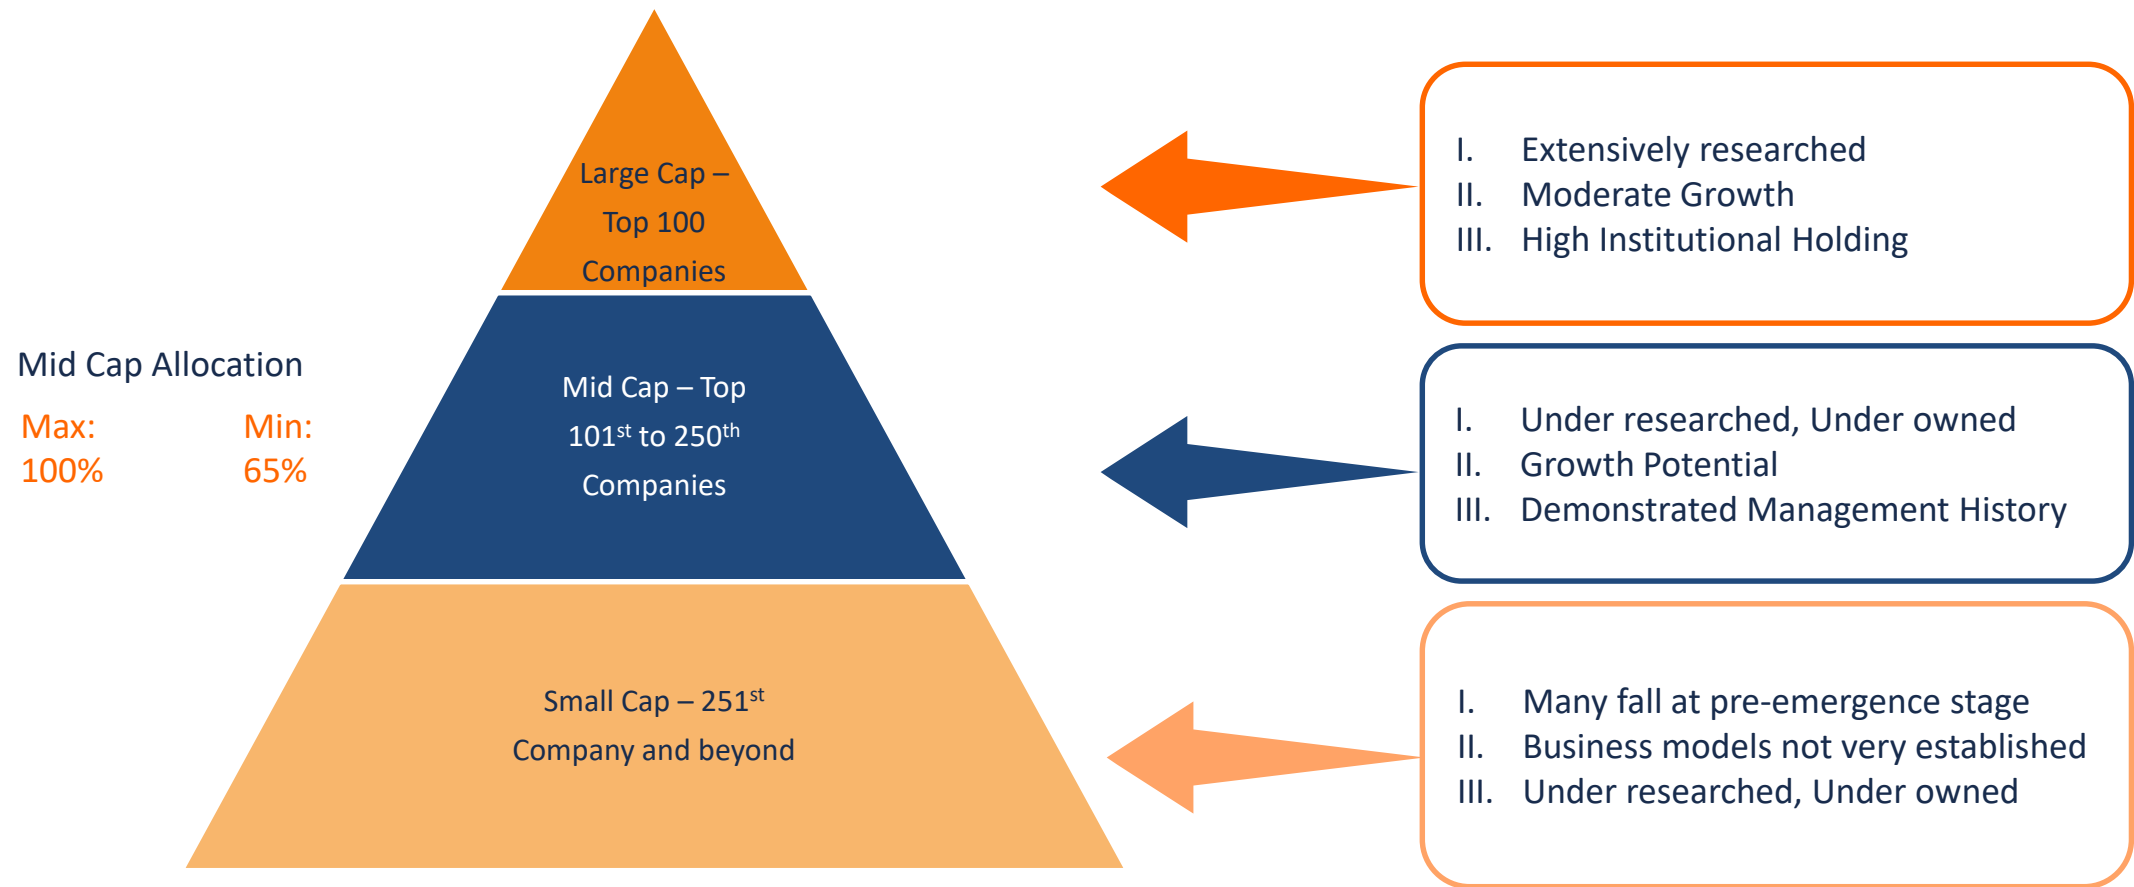 Large Cap –
Top 100
Companies
I. Extensively researched
II. Moderate Growth
III. High Institutional Holding
Mid Cap Allocation
Max: Min:
100% 65%
Mid Cap – Top
101st to 250th
Companies
I. Under researched, Under owned
II. Growth Potential
III. Demonstrated Management History
Small Cap – 251st
Company and beyond
I. Many fall at pre-emergence stage
II. Business models not very established
III. Under researched, Under owned